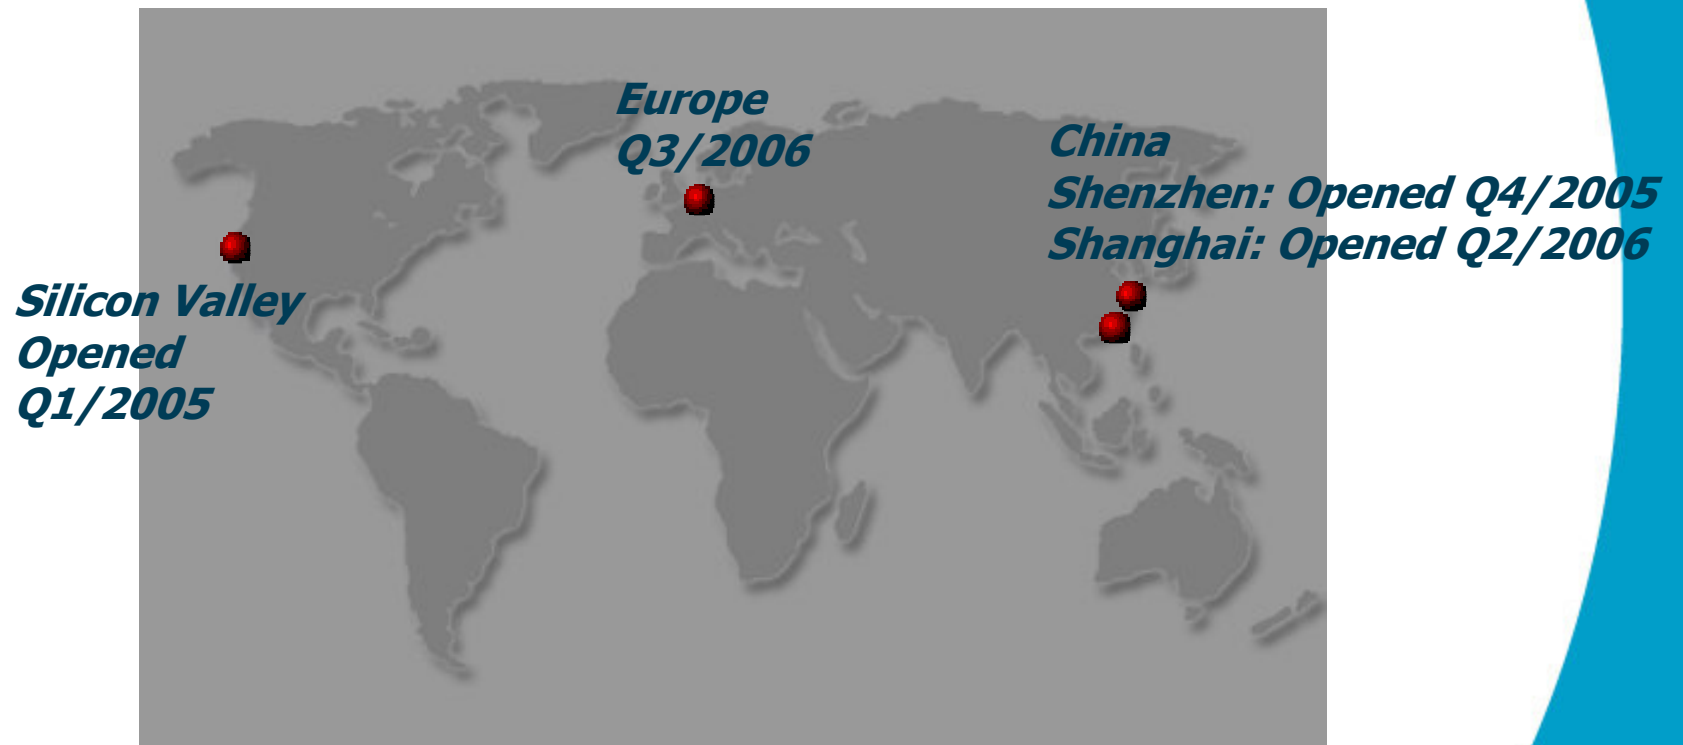 Europe
Q3/2006
China
Shenzhen: Opened Q4/2005
Shanghai: Opened Q2/2006
Silicon Valley
Opened
Q1/2005